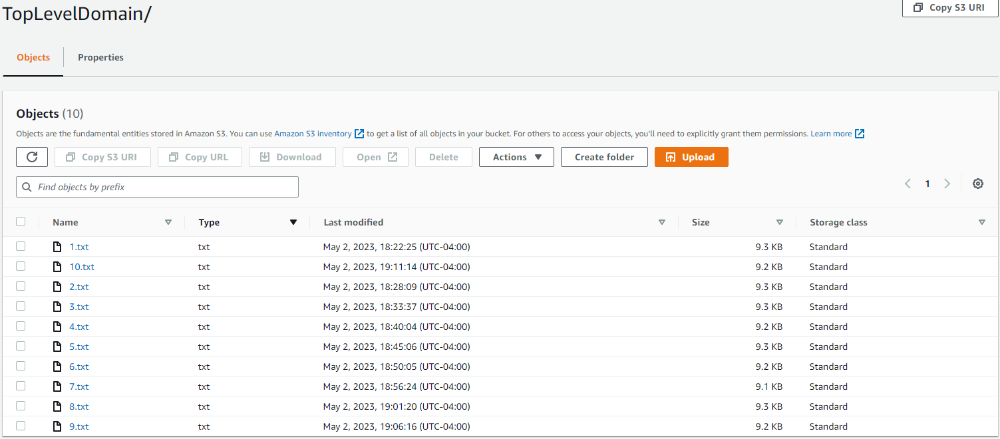 TopLevelDomain/
Copy S3 URI
Objects Properties
Objects (10)
Objects are the fundamental entities stored in Amazon S3. You can use Amazon S3 inventory to get a list of all objects in your bucket. For others to access your objects, you'll need to explicitly grant them permissions. Learn more
Copy S3 URI Copy URL Download Open Delete Actions Create folder Upload
Find objects by prefix
1
Name Type Last modified Size Storage class
1.txt txt May 2, 2023, 18:22:25 (UTC-04:00) 9.3 KB Standard
10.txt txt May 2, 2023, 19:11:14 (UTC-04:00) 9.2 KB Standard
2.txt txt May 2, 2023, 18:28:09 (UTC-04:00) 9.3 KB Standard
3.txt txt May 2, 2023, 18:33:37 (UTC-04:00) 9.3 KB Standard
4.txt txt May 2, 2023, 18:40:04 (UTC-04:00) 9.2 KB Standard
5.txt txt May 2, 2023, 18:45:06 (UTC-04:00) 9.3 KB Standard
6.txt txt May 2, 2023, 18:50:05 (UTC-04:00) 9.2 KB Standard
7.txt txt May 2, 2023, 18:56:24 (UTC-04:00) 9.1 KB Standard
8.txt txt May 2, 2023, 19:01:20 (UTC-04:00) 9.3 KB Standard
9.txt txt May 2, 2023, 19:06:16 (UTC-04:00) 9.2 KB Standard